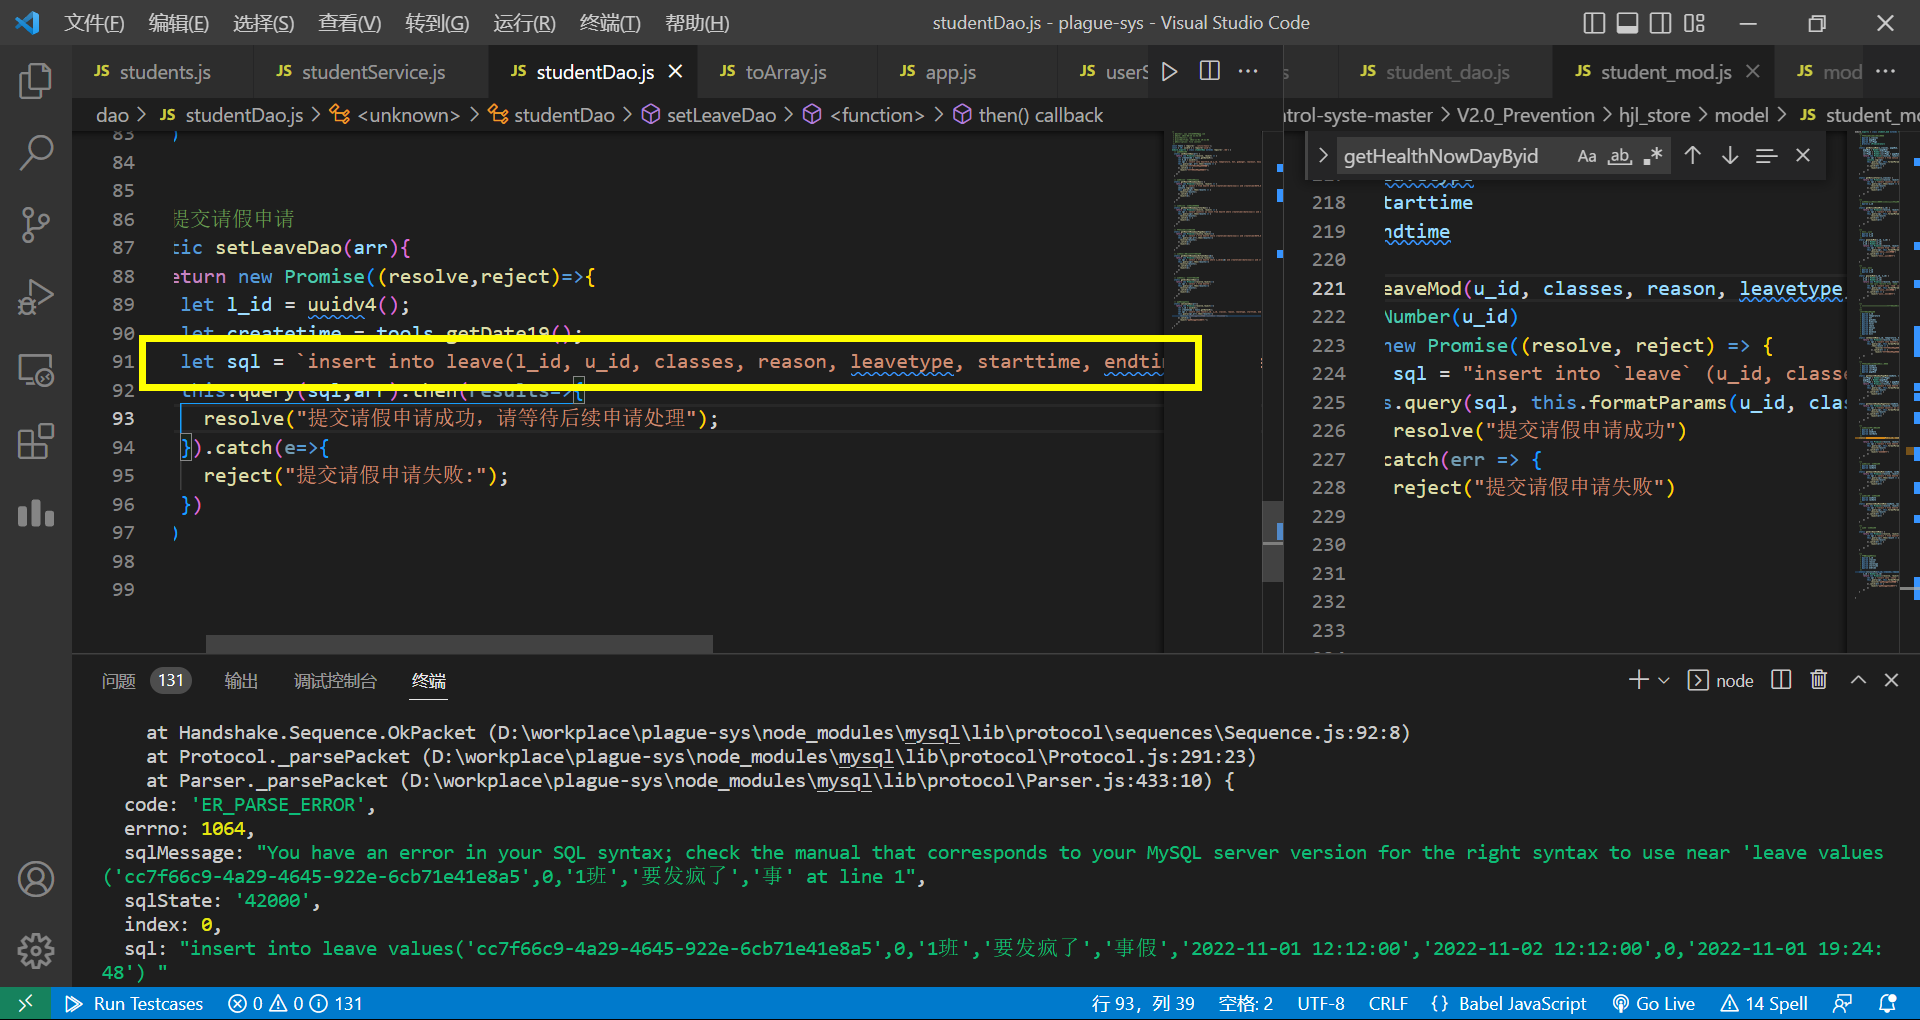 文件(F) 编辑(E) 选择(S) 查看(V) 转到(G) 运行(R) 终端(T) 帮助(H) studentDao.js - plague-sys - Visual Studio Code
JS students.js JS studentService.js JS studentDao.js JS toArray.js JS app.js JS userS
JS student_dao.js JS student_mod.js JS mod
dao > JS studentDao.js > <unknown> > studentDao > setLeaveDao > <function> > then() callback
trol-syste-master > V2.0_Prevention > hjl_store > model > JS student_mo
getHealthNowDayByid Aa ab .*
83 )
84
85
86 提交请假申请
87 tic setLeaveDao(arr){
88 eturn new Promise((resolve,reject)=>{
89 let l_id = uuidv4();
90 let createtime = tools.getDate19();
91 let sql = `insert into leave(l_id, u_id, classes, reason, leavetype, starttime, endtim
92 this.query(sql,arr).then(results=>{
93 resolve("提交请假申请成功，请等待后续申请处理");
94 }).catch(e=>{
95 reject("提交请假申请失败:");
96 })
97 )
98
99
218 tarttime
219 ndtime
220
221 eaveMod(u_id, classes, reason, leavetype
222 Number(u_id)
223 new Promise((resolve, reject) => {
224 sql = "insert into `leave` (u_id, classe
225 s.query(sql, this.formatParams(u_id, clas
226 resolve("提交请假申请成功")
227 catch(err => {
228 reject("提交请假申请失败")
229
230
231
232
233
问题 131 输出 调试控制台 终端 node
at Handshake.Sequence.OkPacket (D:\workplace\plague-sys\node_modules\mysql\lib\protocol\sequences\Sequence.js:92:8)
at Protocol._parsePacket (D:\workplace\plague-sys\node_modules\mysql\lib\protocol\Protocol.js:291:23)
at Parser._parsePacket (D:\workplace\plague-sys\node_modules\mysql\lib\protocol\Parser.js:433:10) {
code: 'ER_PARSE_ERROR',
errno: 1064,
sqlMessage: "You have an error in your SQL syntax; check the manual that corresponds to your MySQL server version for the right syntax to use near 'leave values
('cc7f66c9-4a29-4645-922e-6cb71e41e8a5',0,'1班','要发疯了','事' at line 1",
sqlState: '42000',
index: 0,
sql: "insert into leave values('cc7f66c9-4a29-4645-922e-6cb71e41e8a5',0,'1班','要发疯了','事假','2022-11-01 12:12:00','2022-11-02 12:12:00',0,'2022-11-01 19:24:
48') "
Run Testcases 0 0 131 行 93，列 39 空格: 2 UTF-8 CRLF {} Babel JavaScript Go Live 14 Spell